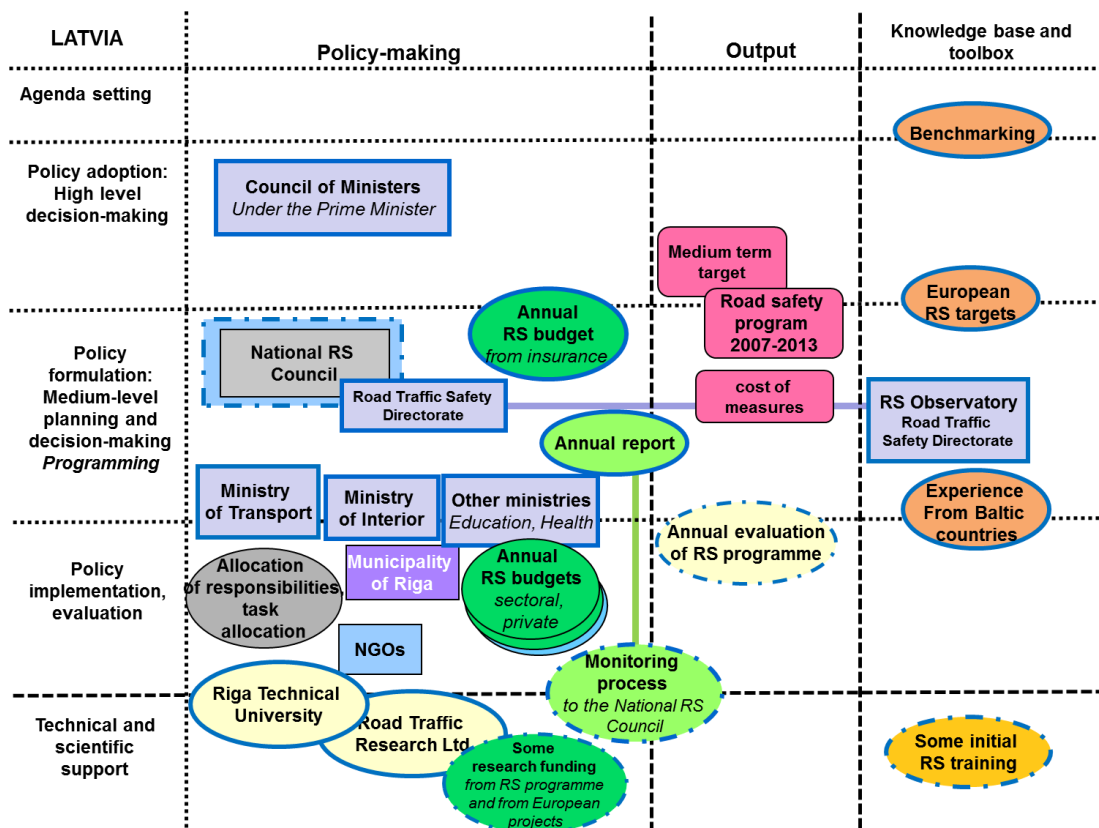 LATVIA
Policy-making
Output
Knowledge base and
toolbox
Agenda setting
Benchmarking
Policy adoption:
High level
decision-making
Council of Ministers
Under the Prime Minister
Medium term
target
Annual
RS budget
from insurance
Road safety
program
2007-2013
European
RS targets
Policy
formulation:
Medium-level
planning and
decision-making
Programming
National RS
Council
Road Traffic Safety
Directorate
cost of
measures
RS Observatory
Road Traffic
Safety Directorate
Annual report
Ministry
of Transport
Ministry
of Interior
Other ministries
Education, Health
Experience
From Baltic
countries
Annual evaluation
of RS programme
Policy
implementation,
evaluation
Allocation
of responsibilities,
task
allocation
Municipality
of Riga
Annual
RS budgets
sectoral,
private
NGOs
Monitoring
process
to the National RS
Council
Technical and
scientific
support
Riga Technical
University
Road Traffic
Research Ltd
Some
research funding
from RS programme
and from European
projects
Some initial
RS training